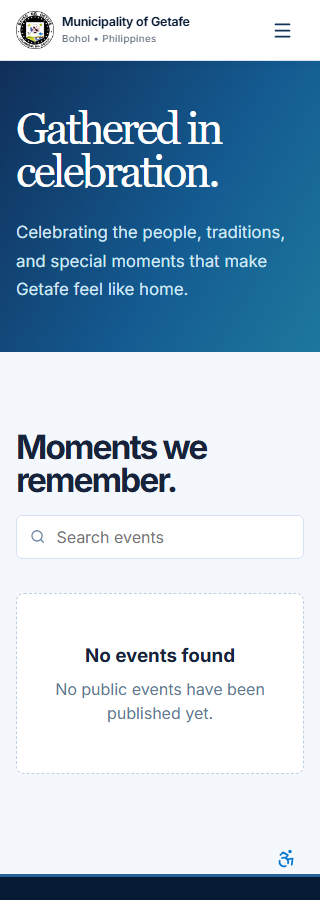 Municipality of Getafe
Bohol • Philippines
Gathered in
celebration.
Celebrating the people, traditions,
and special moments that make
Getafe feel like home.
Moments we
remember.
Search events
No events found
No public events have been
published yet.